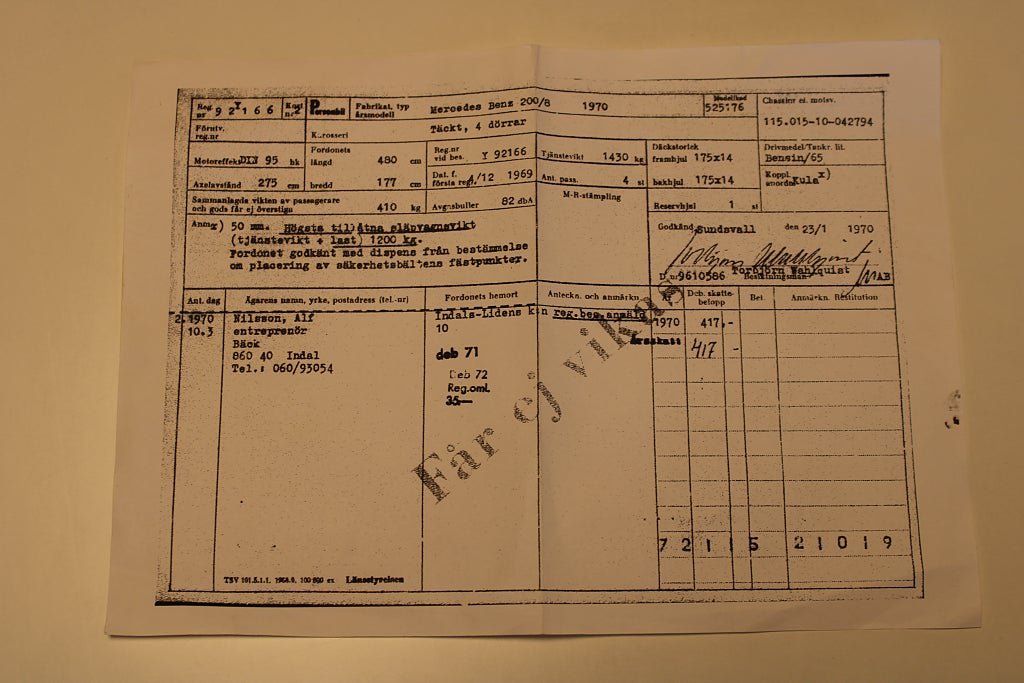 Reg nr Y 92166 Kort nr 2 P Personbil Fabrikat, typ årsmodell Mercedes Benz 200/8 1970 Modellkod 525176 Chassinr el. motsv. 115.015-10-042794
Förutv. reg.nr Karosseri Täckt, 4 dörrar
Motoreffekt DIN 95 hk Fordonets längd 480 cm Reg.nr vid bes. Y 92166 Tjänstevikt 1430 kg Däckstorlek framhjul 175x14 Drivmedel/Tankr. lit. Bensin/65
Axelavstånd 275 cm bredd 177 cm Dat. f. första reg. 4/12 1969 Ant. pass. 4 st bakhjul 175x14 Koppl. anordn. Kula x)
Sammanlagda vikten av passagerare och gods får ej överstiga 410 kg Avgasbuller 82 dbA M-R-stämpling Reservhjul 1 st
Anm x) 50 mm. Högsta tillåtna släpvagnsvikt
(tjänstevikt + last) 1200 kg.
Fordonet godkänt med dispens från bestämmelse
om placering av säkerhetsbältens fästpunkter.
Godkänd, Sundsvall den 23/1 1970
D.nr 9610586 Torbjörn Wahlquist
Besiktningsman AB
Ant. dag Ägarens namn, yrke, postadress (tel.-nr) Fordonets hemort Anteckn. och anmärkn. År Deb. skatte-belopp Bet. Anmärkn. Restitution
2.1970 Nilsson, Alf Indals-Lidens kn reg.bes.anmäld 1970 417,-
10.3 entreprenör 10 Årsskatt 417 -
Bäck
860 40 Indal deb 71
Tel.: 060/93054
Deb 72
Reg.oml.
35:—
Får ej vikas
72115 21019
TSV 101.5.1.1. Länsstyrelsen